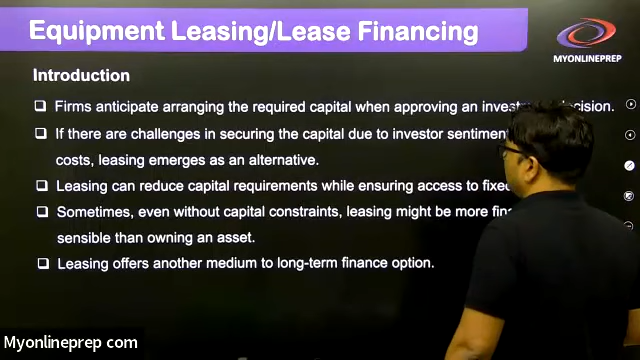 Equipment Leasing/Lease Financing
MYONLINEPREP
Introduction
Firms anticipate arranging the required capital when approving an decision.
If there are challenges in securing the capital due to investor sentiment
costs, leasing emerges as an alternative.
Leasing can reduce capital requirements while ensuring access to
Sometimes, even without capital constraints, leasing might be more
sensible than owning an asset.
Leasing offers another medium to long-term finance option.
Myonlineprep com